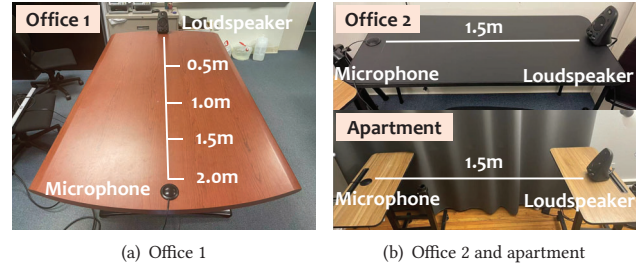 Office 1
Loudspeaker
0.5m
1.0m
1.5m
2.0m
Microphone
(a) Office 1
Office 2
1.5m
Microphone
Loudspeaker
Apartment
1.5m
Microphone
Loudspeaker
(b) Office 2 and apartment